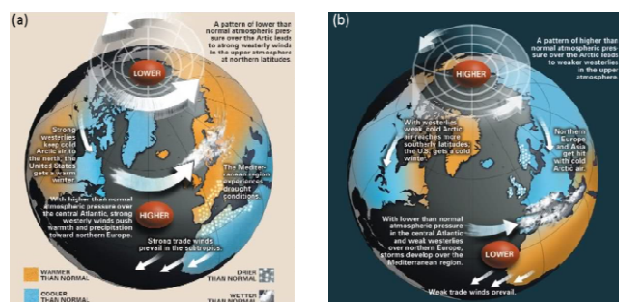 (a)
A pattern of lower than
normal atmospheric pres-
sure over the Arctic leads
to strong westerly winds
in the upper atmosphere
at northern latitudes.
LOWER
Strong
westerlies
keep cold
Arctic air to
the north, the
United States
gets a warm
winter.
The Mediter-
ranean region
experiences
drought
conditions.
With higher than normal
atmospheric pressure over
the central Atlantic, strong
westerly winds push
warmth and precipitation
toward northern Europe.
HIGHER
Strong trade winds
prevail in the subtropics.
WARMER
THAN NORMAL
DRIER
THAN NORMAL
COOLER
THAN NORMAL
WETTER
THAN NORMAL
(b)
A pattern of higher than
normal atmospheric pres-
sure over the Arctic leads
to weaker westerlies
in the upper
atmosphere.
HIGHER
With westerlies
weak, cold Arctic
air reaches more
southerly latitudes,
the U.S. gets a cold
winter.
Northern
Europe
and Asia
get hit
with cold
Arctic air.
With lower than normal
atmospheric pressure
in the central Atlantic
and weak westerlies
over northern Europe,
storms develop over the
Mediterranean region.
LOWER
Weak trade winds prevail.